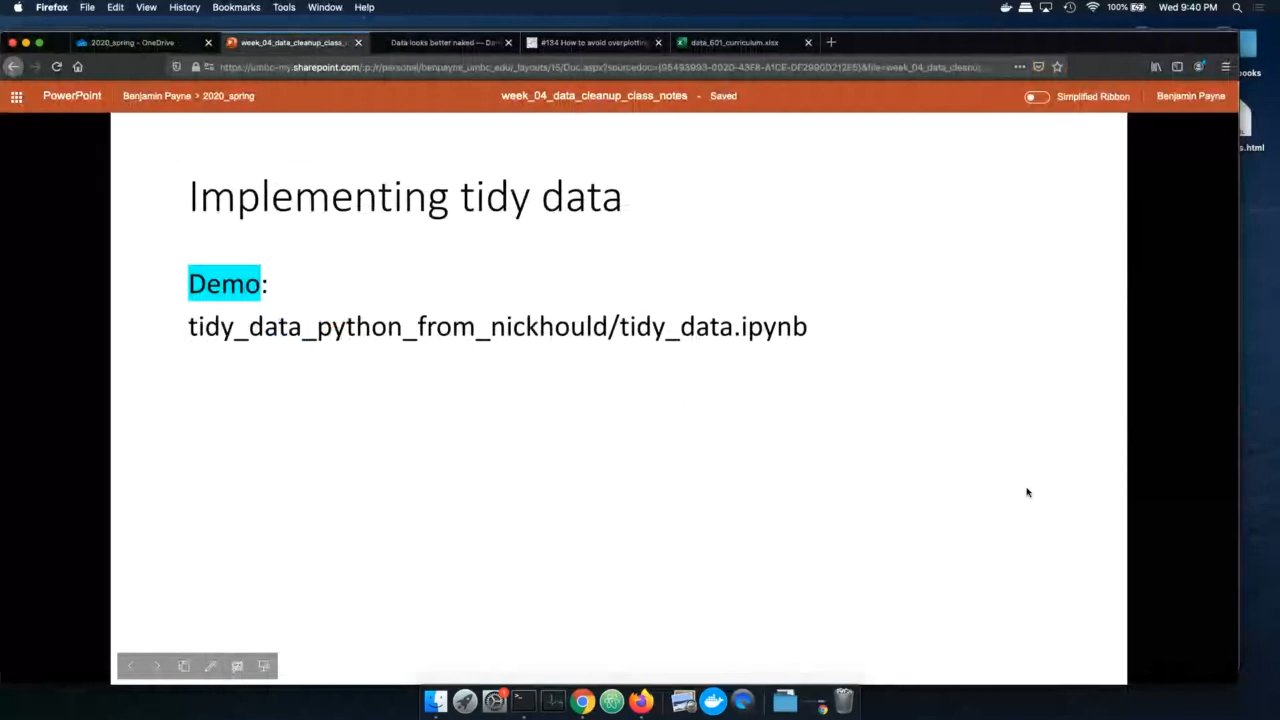 Firefox File Edit View History Bookmarks Tools Window Help 100% Wed 9:40 PM
2020_spring - OneDrive week_04_data_cleanup_class_ Data looks better naked — Da #134 How to avoid overplotting data_601_curriculum.xlsx
ooks
PowerPoint Benjamin Payne > 2020_spring week_04_data_cleanup_class_notes - Saved Simplified Ribbon Benjamin Payne
s.html
Implementing tidy data
Demo:
tidy_data_python_from_nickhould/tidy_data.ipynb